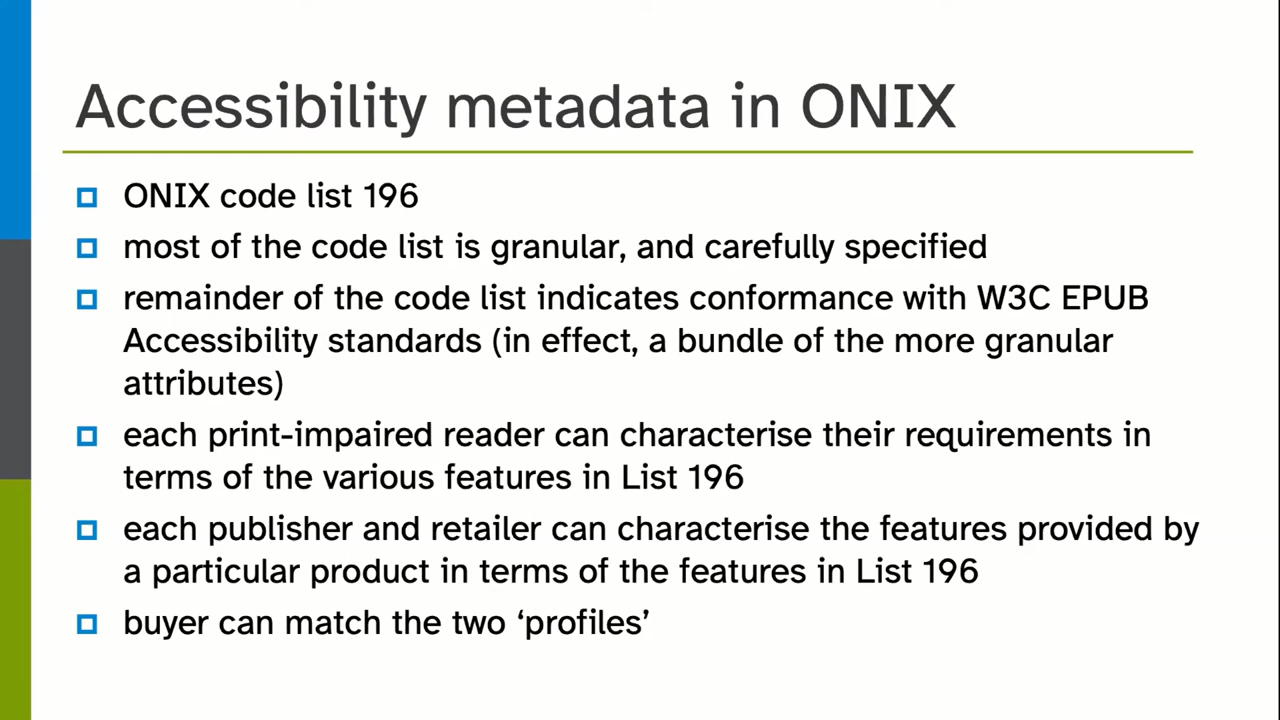 Accessibility metadata in ONIX
ONIX code list 196
most of the code list is granular, and carefully specified
remainder of the code list indicates conformance with W3C EPUB
Accessibility standards (in effect, a bundle of the more granular
attributes)
each print-impaired reader can characterise their requirements in
terms of the various features in List 196
each publisher and retailer can characterise the features provided by
a particular product in terms of the features in List 196
buyer can match the two ‘profiles’